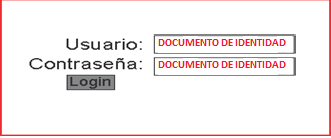 Usuario: DOCUMENTO DE IDENTIDAD
Contraseña: DOCUMENTO DE IDENTIDAD
Login